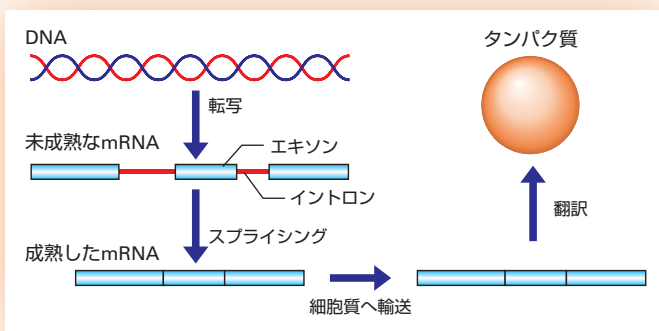 DNA
転写
未成熟なmRNA
エキソン
イントロン
スプライシング
成熟したmRNA
細胞質へ輸送
タンパク質
翻訳